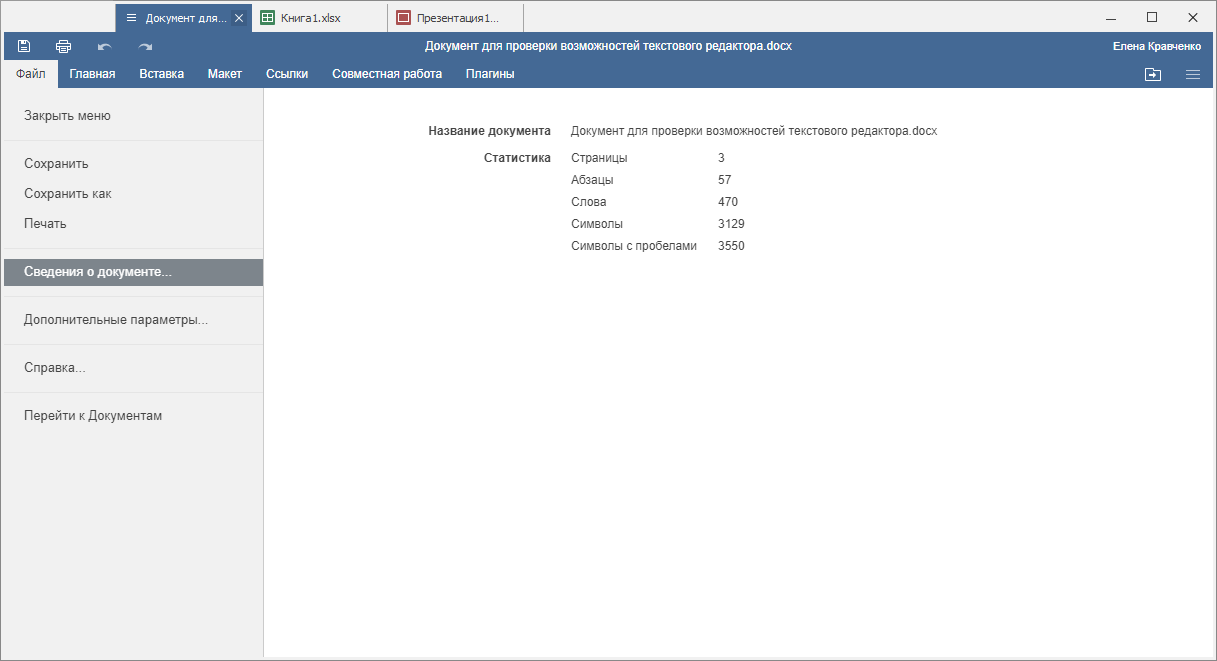 Документ для... Книга1.xlsx Презентация1...
Документ для проверки возможностей текстового редактора.docx Елена Кравченко
Файл Главная Вставка Макет Ссылки Совместная работа Плагины
Закрыть меню
Сохранить
Сохранить как
Печать
Сведения о документе...
Дополнительные параметры...
Справка...
Перейти к Документам
Название документа Документ для проверки возможностей текстового редактора.docx
Статистика Страницы 3
Абзацы 57
Слова 470
Символы 3129
Символы с пробелами 3550